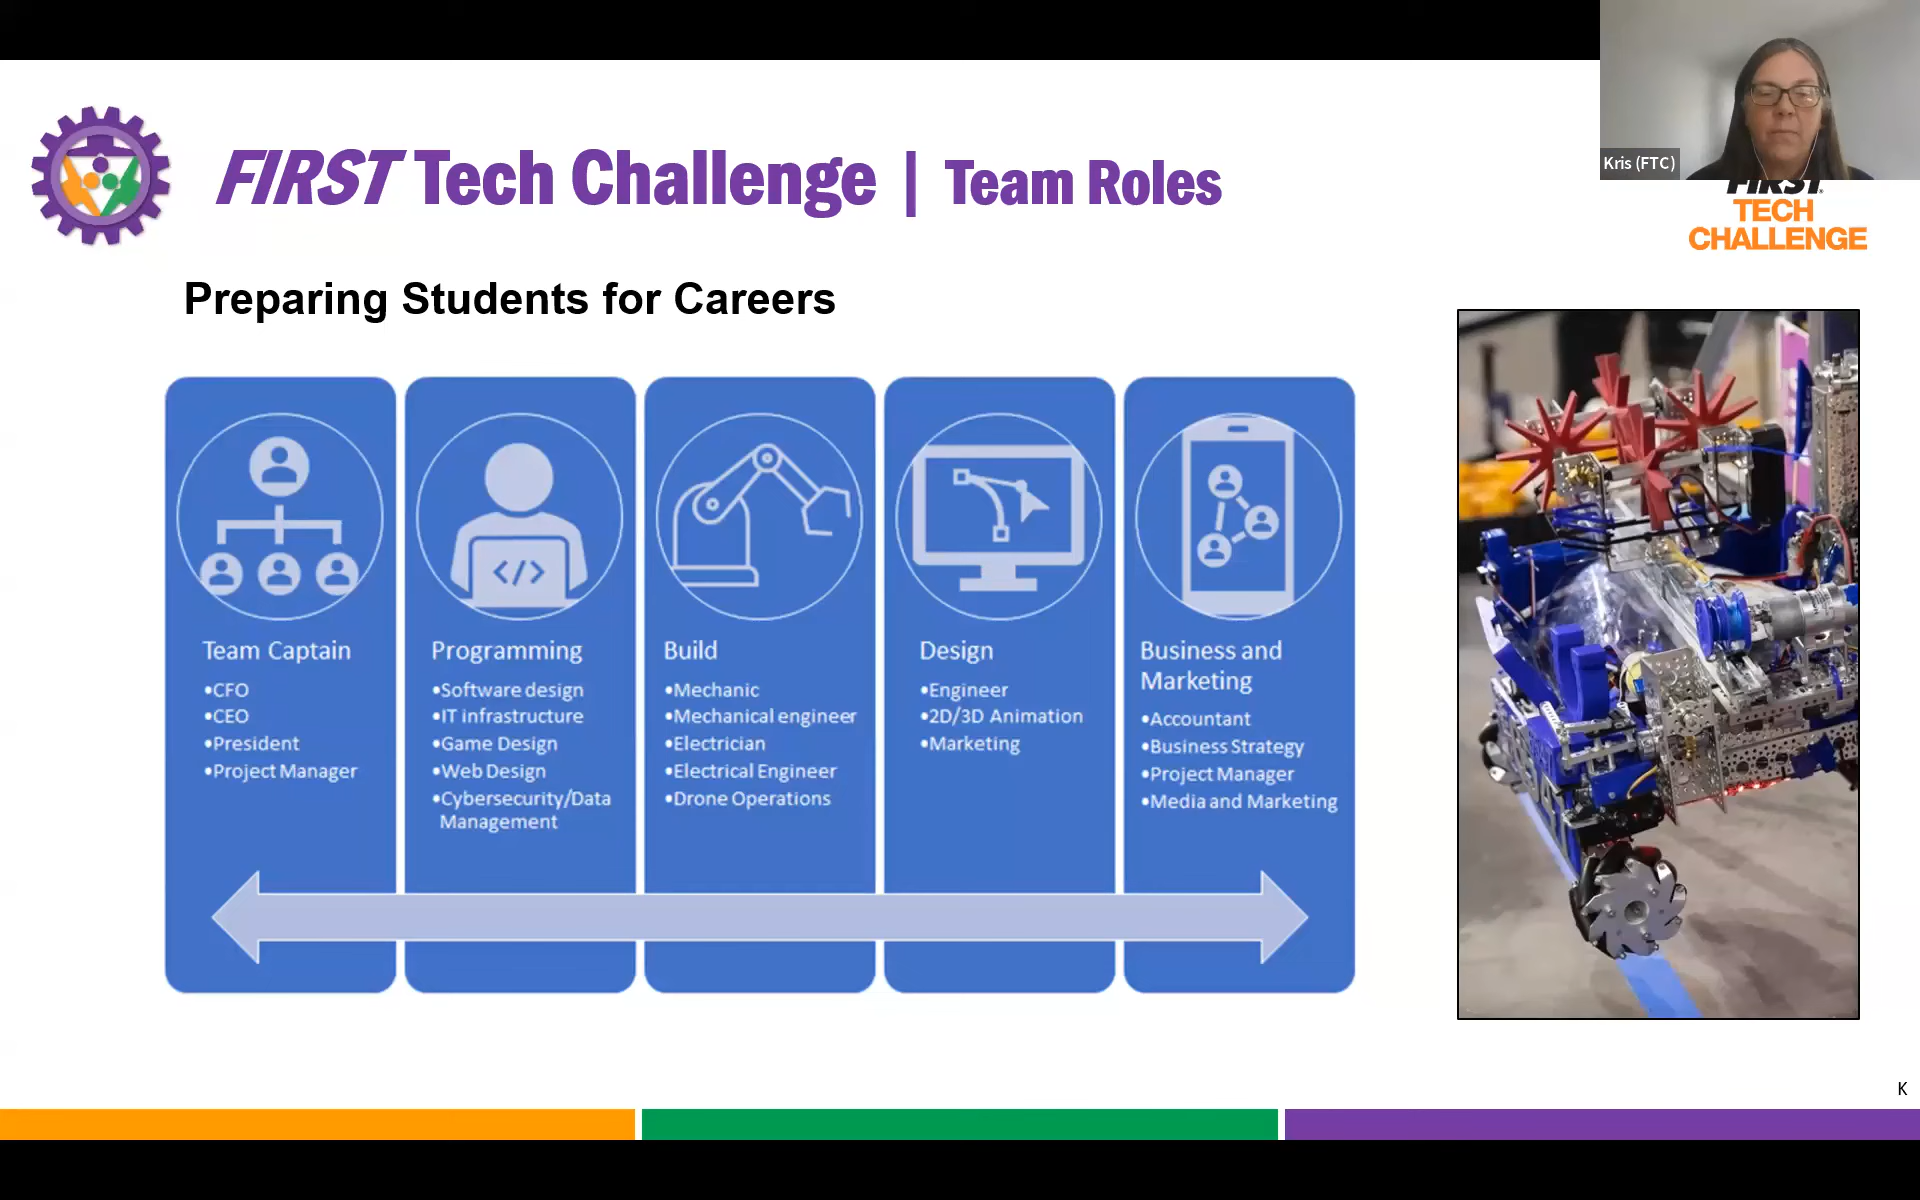 FIRST Tech Challenge | Team Roles
Kris (FTC)
FIRST
TECH
CHALLENGE
Preparing Students for Careers
</>
Team Captain
•CFO
•CEO
•President
•Project Manager
Programming
•Software design
•IT infrastructure
•Game Design
•Web Design
•Cybersecurity/Data
Management
Build
•Mechanic
•Mechanical engineer
•Electrician
•Electrical Engineer
•Drone Operations
Design
•Engineer
•2D/3D Animation
•Marketing
Business and
Marketing
•Accountant
•Business Strategy
•Project Manager
•Media and Marketing
K